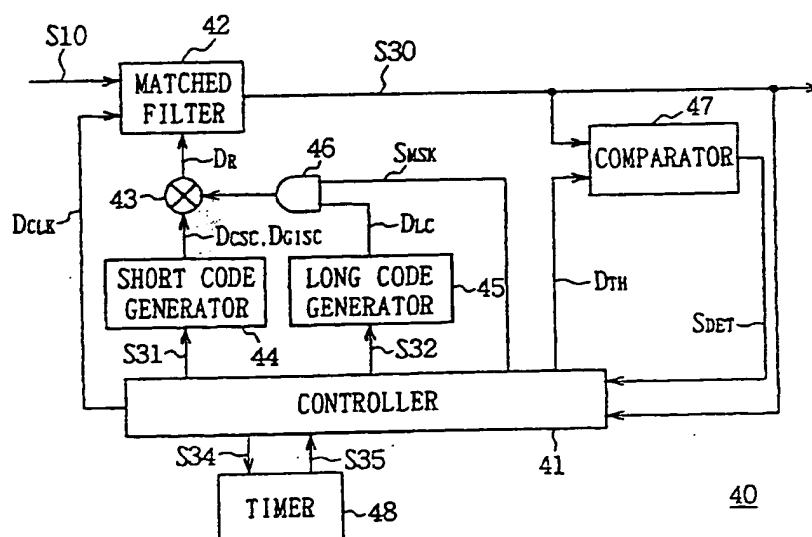 S10
42
S30
MATCHED
FILTER
47
COMPARATOR
46
SMSK
DR
43
DCLK
DCSC, DG1SC
DLC
DTH
SHORT CODE
GENERATOR
LONG CODE
GENERATOR
45
44
SDET
S31
S32
CONTROLLER
41
S34
S35
TIMER
48
40